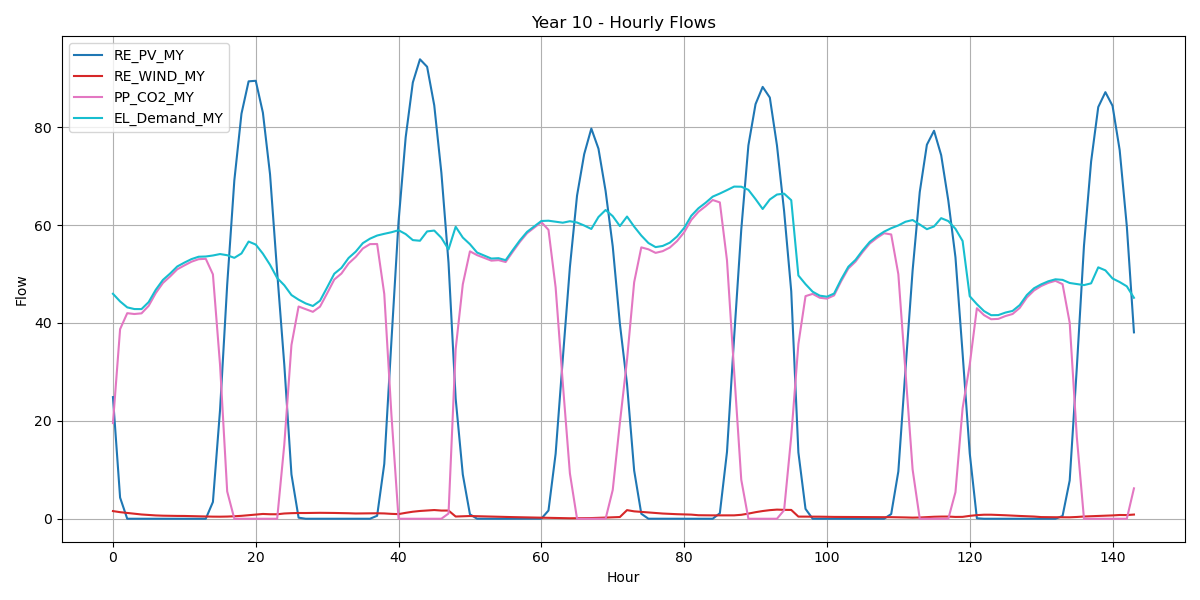 Year 10 - Hourly Flows
RE_PV_MY
RE_WIND_MY
PP_CO2_MY
EL_Demand_MY
Flow
80
60
40
20
0
0 20 40 60 80 100 120 140
Hour